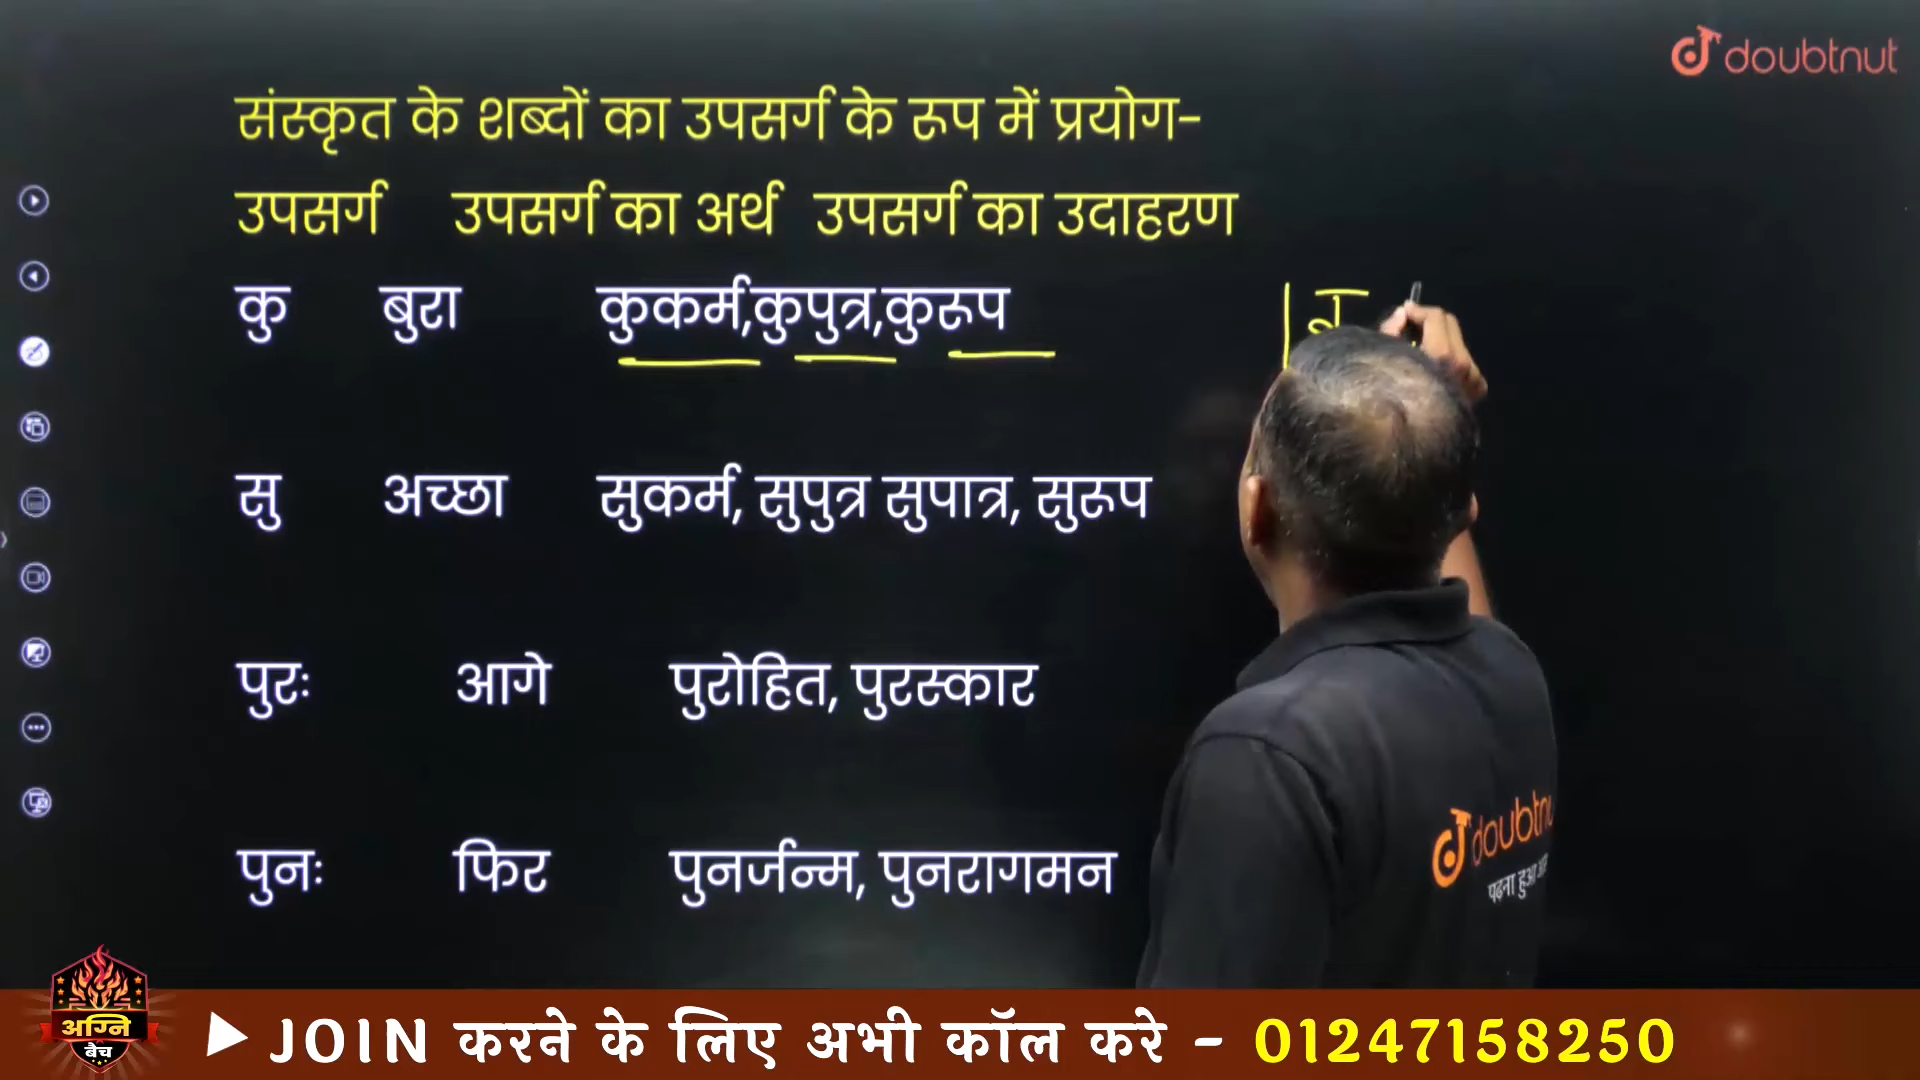 doubtnut
संस्कृत के शब्दों का उपसर्ग के रूप में प्रयोग-
उपसर्ग उपसर्ग का अर्थ उपसर्ग का उदाहरण
कु बुरा कुकर्म,कुपुत्र,कुरूप
सु अच्छा सुकर्म, सुपुत्र सुपात्र, सुरूप
पुरः आगे पुरोहित, पुरस्कार
पुनः फिर पुनर्जन्म, पुनरागमन
पढ़ना हुआ
अग्नि
बैच
JOIN करने के लिए अभी कॉल करे - 01247158250